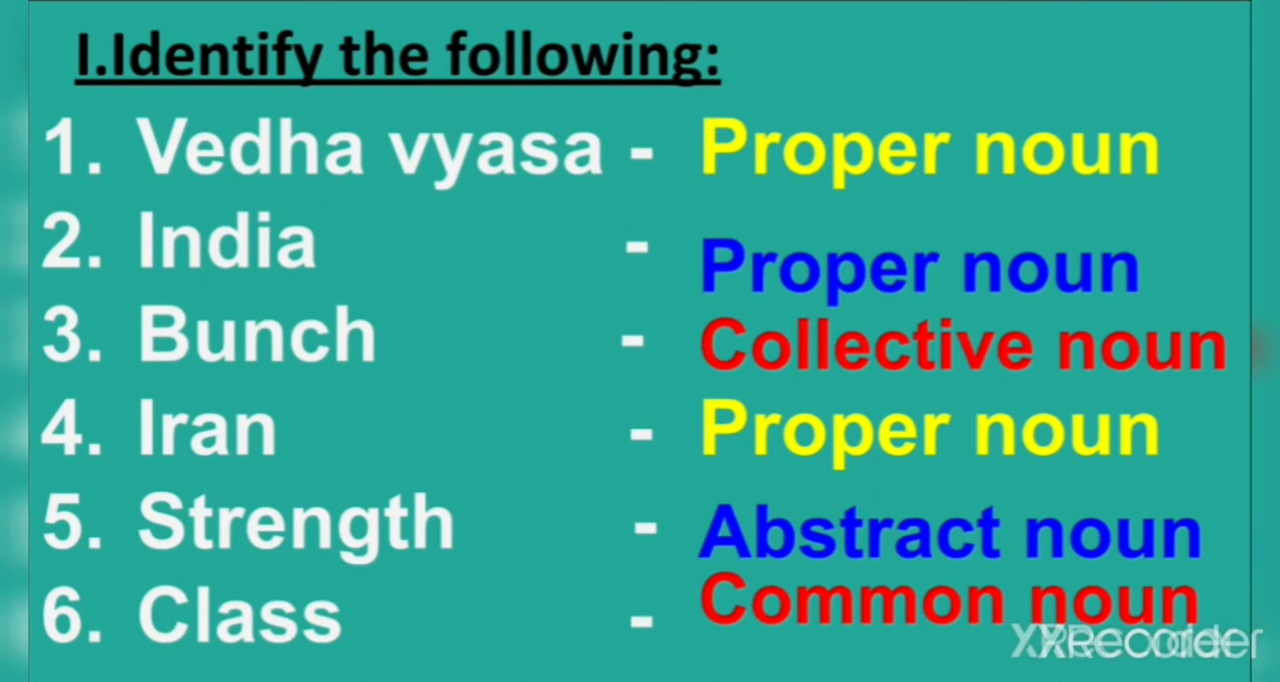 I.Identify the following:
1. Vedha vyasa - Proper noun
2. India - Proper noun
3. Bunch - Collective noun
4. Iran - Proper noun
5. Strength - Abstract noun
6. Class - Common noun
XRecorder